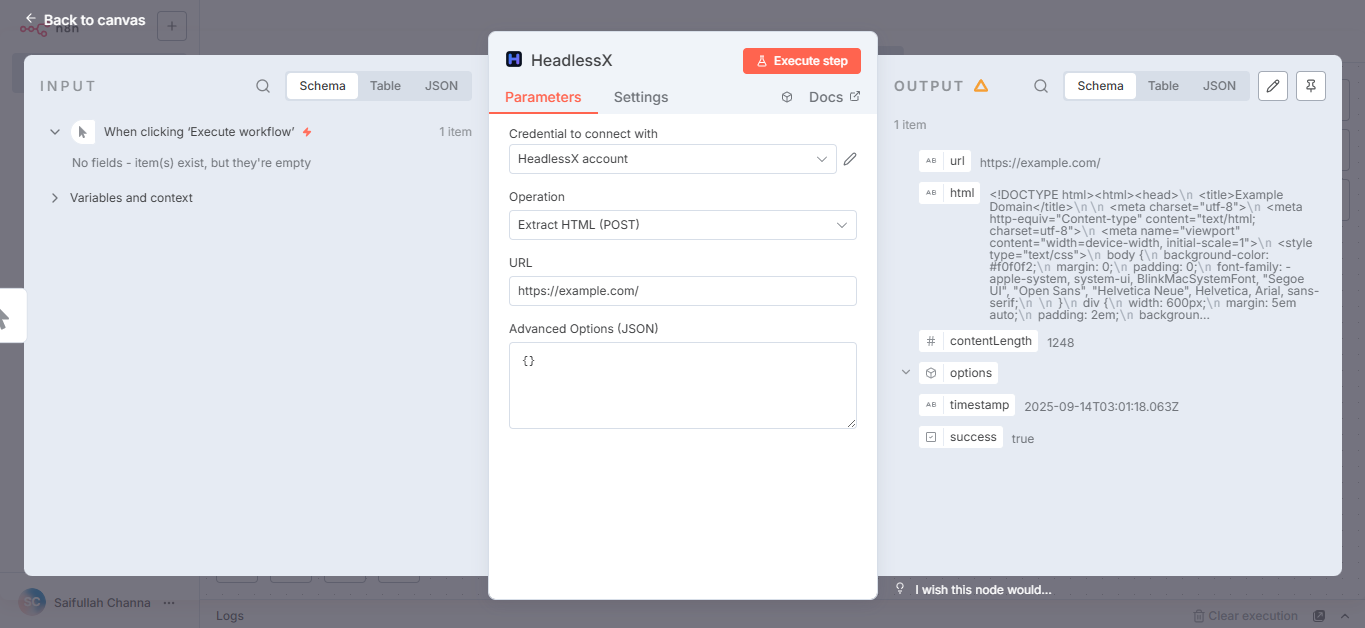 Back to canvas
n8n
INPUT
Schema
Table
JSON
When clicking ‘Execute workflow’
1 item
No fields - item(s) exist, but they're empty
Variables and context
HeadlessX
Execute step
Parameters
Settings
Docs
Credential to connect with
HeadlessX account
Operation
Extract HTML (POST)
URL
https://example.com/
Advanced Options (JSON)
{}
OUTPUT
Schema
Table
JSON
1 item
AB url https://example.com/
AB html <!DOCTYPE html><html><head>\n <title>Example
Domain</title>\n\n <meta charset="utf-8">\n <meta
http-equiv="Content-type" content="text/html;
charset=utf-8">\n <meta name="viewport"
content="width=device-width, initial-scale=1">\n <style
type="text/css">\n body {\n background-color:
#f0f0f2;\n margin: 0;\n padding: 0;\n font-family: -
apple-system, system-ui, BlinkMacSystemFont, "Segoe
UI", "Open Sans", "Helvetica Neue", Helvetica, Arial, sans-
serif;\n \n }\n div {\n width: 600px;\n margin: 5em
auto;\n padding: 2em;\n backgroun...
# contentLength 1248
options
AB timestamp 2025-09-14T03:01:18.063Z
success true
I wish this node would...
SC Saifullah Channa ...
Logs
Clear execution